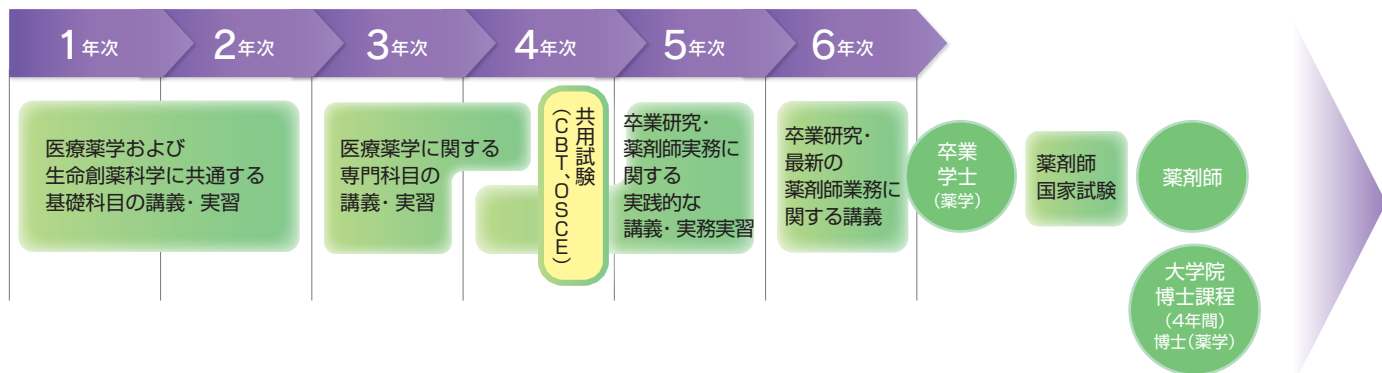 1年次
2年次
3年次
4年次
5年次
6年次
医療薬学および
生命創薬科学に共通する
基礎科目の講義・実習
医療薬学に関する
専門科目の
講義・実習
共用試験
（CBT、OSCE）
卒業研究・
薬剤師実務に
関する
実践的な
講義・実務実習
卒業研究・
最新の
薬剤師業務に
関する講義
卒業
学士
（薬学）
薬剤師
国家試験
薬剤師
大学院
博士課程
（4年間）
博士（薬学）